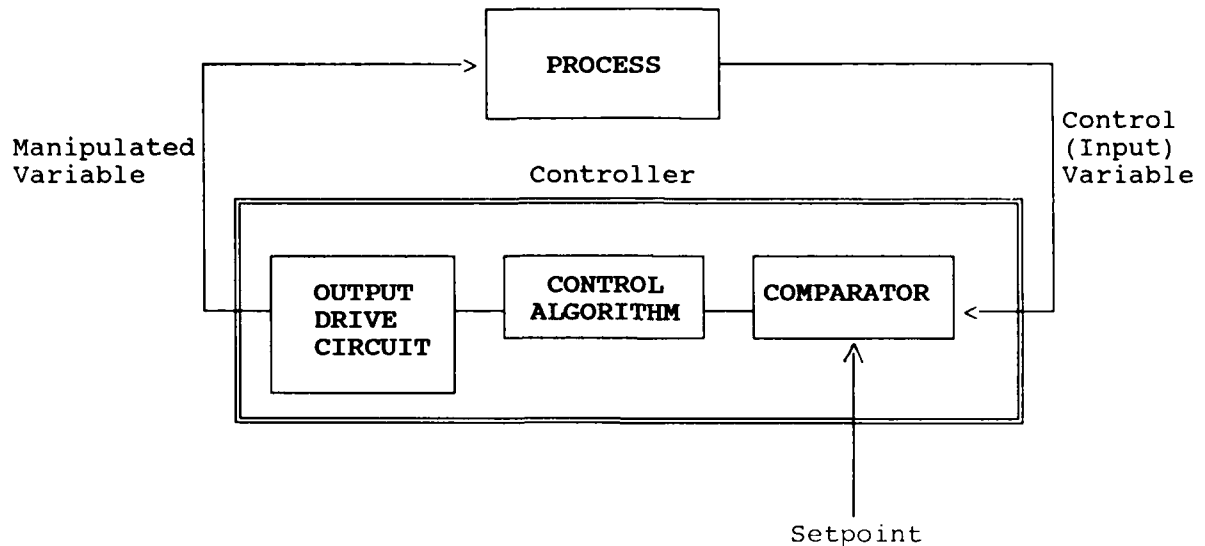 PROCESS
Manipulated
Variable
Control
(Input)
Variable
Controller
OUTPUT
DRIVE
CIRCUIT
CONTROL
ALGORITHM
COMPARATOR
Setpoint